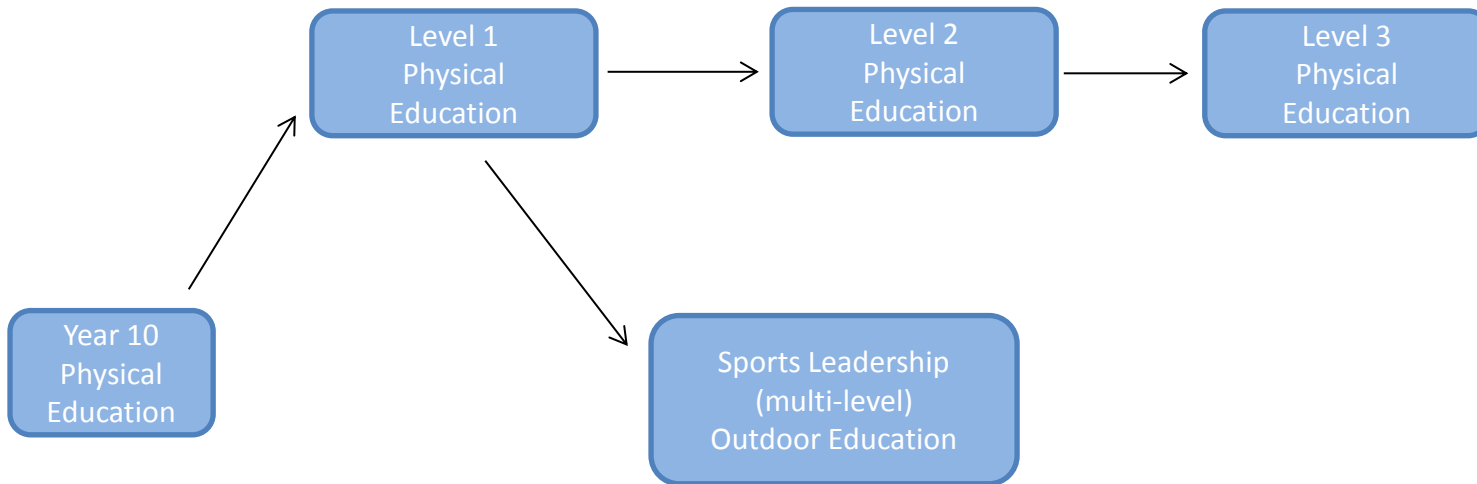 Level 1
Physical
Education
Level 2
Physical
Education
Level 3
Physical
Education
Year 10
Physical
Education
Sports Leadership
(multi-level)
Outdoor Education